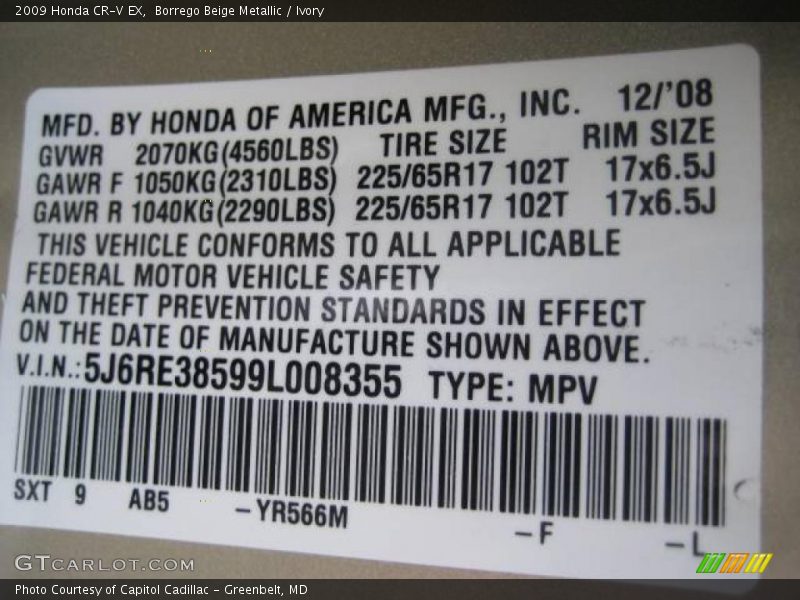 2009 Honda CR-V EX,  Borrego Beige Metallic / Ivory
MFD. BY HONDA OF AMERICA MFG., INC. 12/'08
GVWR 2070KG(4560LBS) TIRE SIZE RIM SIZE
GAWR F 1050KG(2310LBS) 225/65R17 102T 17x6.5J
GAWR R 1040KG(2290LBS) 225/65R17 102T 17x6.5J
THIS VEHICLE CONFORMS TO ALL APPLICABLE
FEDERAL MOTOR VEHICLE SAFETY
AND THEFT PREVENTION STANDARDS IN EFFECT
ON THE DATE OF MANUFACTURE SHOWN ABOVE.
V.I.N.:5J6RE38599L008355 TYPE: MPV
SXT 9 AB5 -YR566M -F -L
GTCARLOT.COM
Photo Courtesy of Capitol Cadillac - Greenbelt, MD